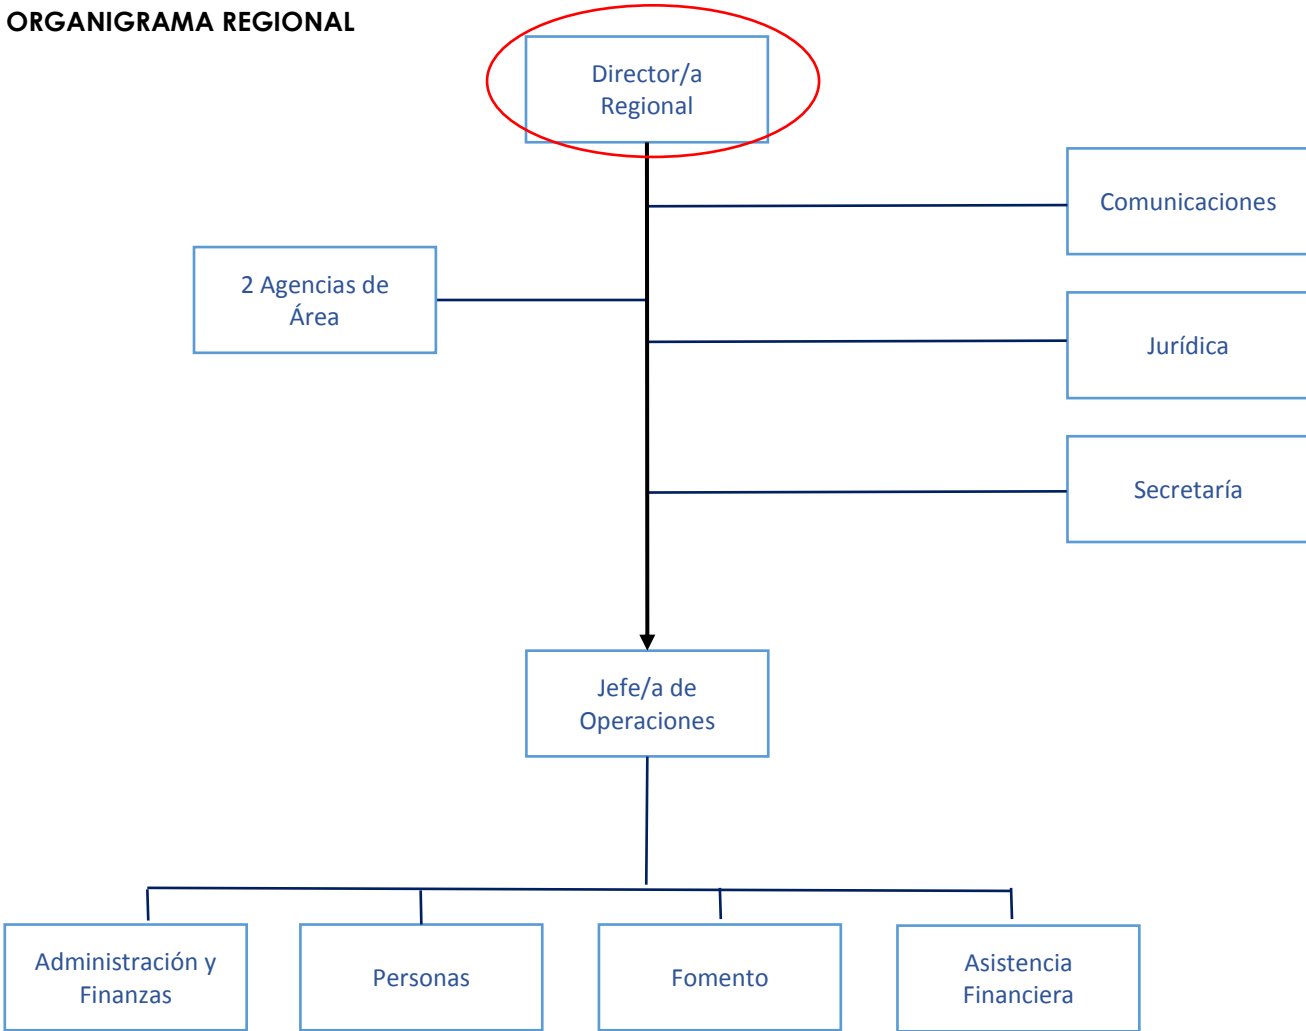 ORGANIGRAMA REGIONAL
Director/a
Regional
Comunicaciones
2 Agencias de
Área
Jurídica
Secretaría
Jefe/a de
Operaciones
Administración y
Finanzas
Personas
Fomento
Asistencia
Financiera